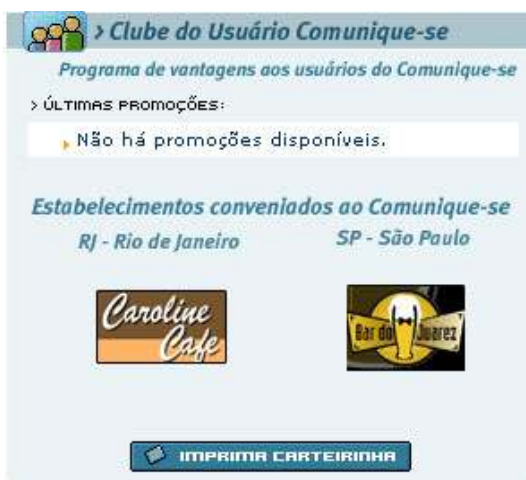 > Clube do Usuário Comunique-se
Programa de vantagens aos usuários do Comunique-se
> ÚLTIMAS PROMOÇÕES:
Não há promoções disponíveis.
Estabelecimentos conveniados ao Comunique-se
RJ - Rio de Janeiro
SP - São Paulo
Caroline
Cafe
Bar do Juarez
IMPRIMA CARTEIRINHA